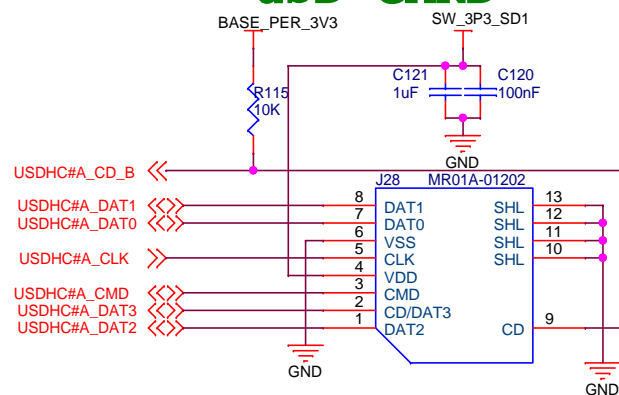 uSD CARD
BASE_PER_3V3
SW_3P3_SD1
R115
10K
C121
1uF
C120
100nF
GND
USDHC#A_CD_B
J28
MR01A-01202
USDHC#A_DAT1
8
DAT1
SHL
13
USDHC#A_DAT0
7
DAT0
SHL
12
6
VSS
SHL
11
USDHC#A_CLK
5
CLK
SHL
10
4
VDD
USDHC#A_CMD
3
CMD
USDHC#A_DAT3
2
CD/DAT3
USDHC#A_DAT2
1
DAT2
CD
9
GND
GND